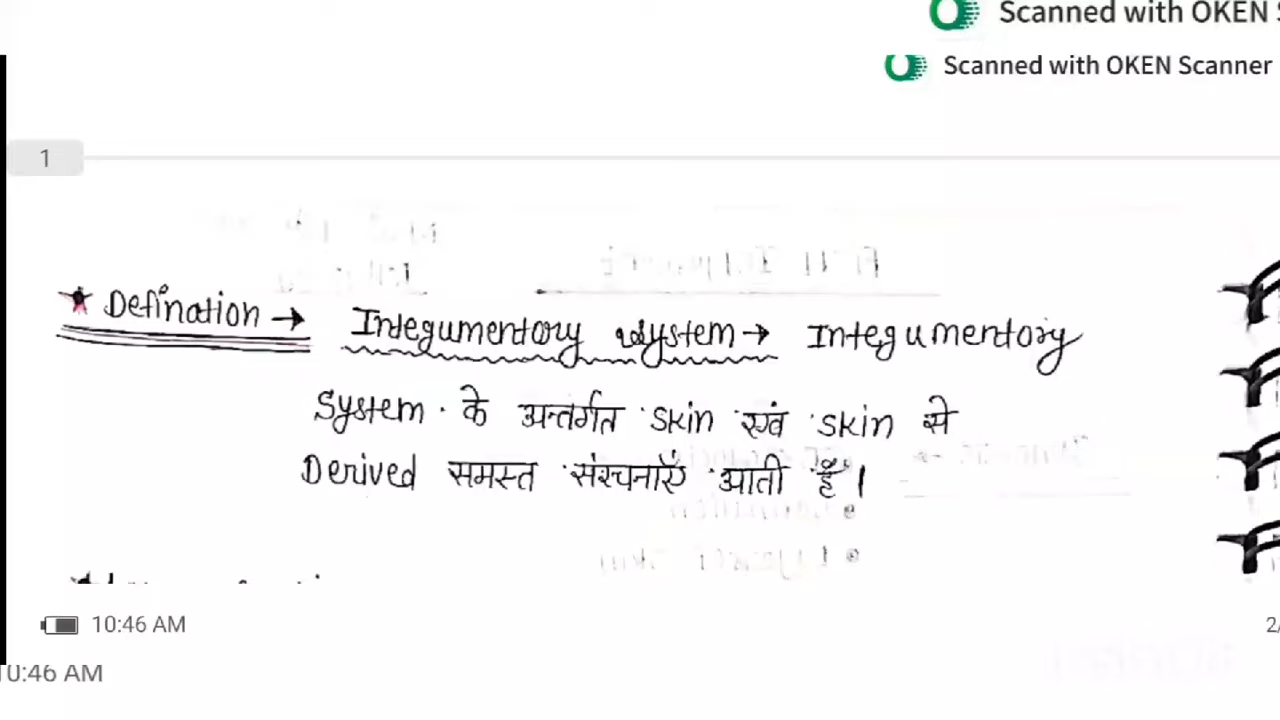 Scanned with OKEN
Scanned with OKEN Scanner
1
★ Defination → Integumentory system → Integumentory
System के अन्तर्गत skin एवं skin से
Derived समस्त संरचनाएँ आती हैं।
10:46 AM
2/
10:46 AM